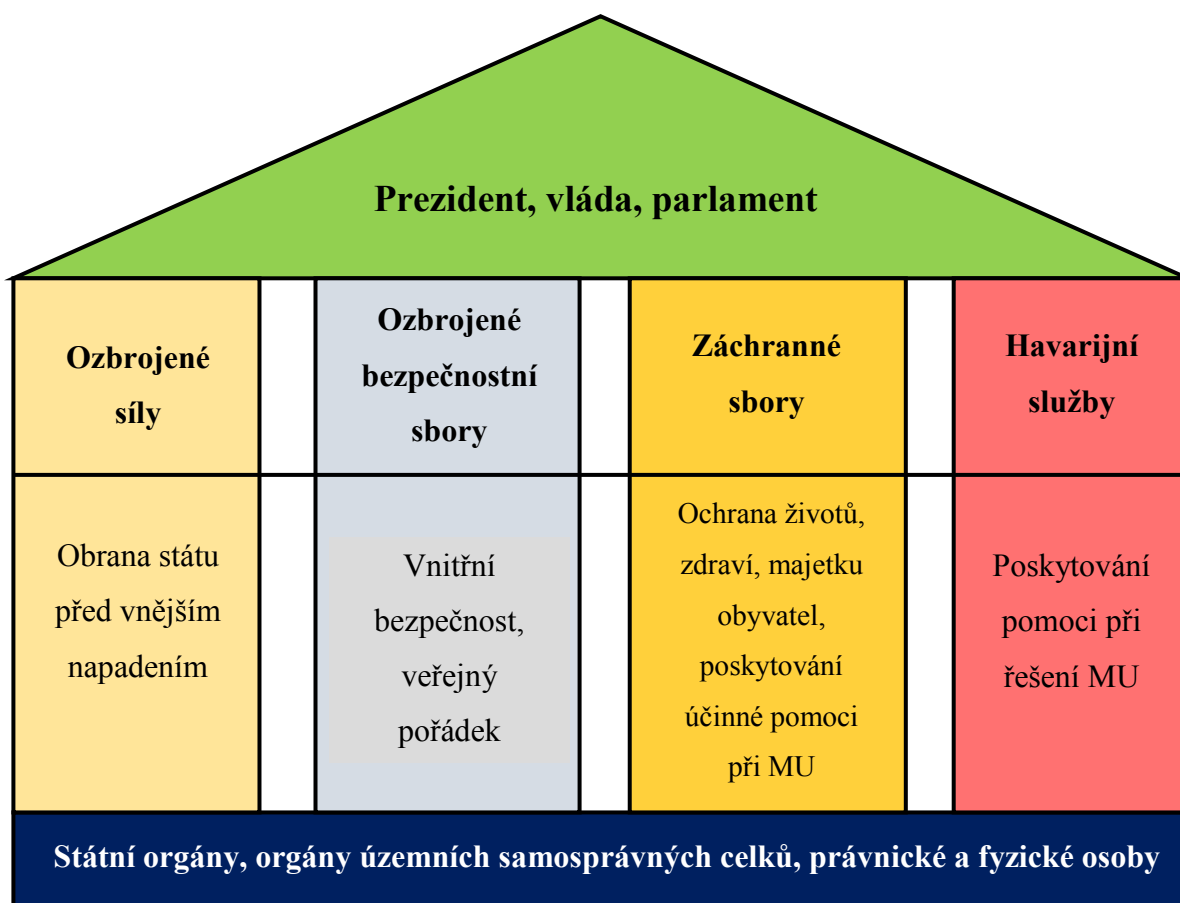 Prezident, vláda, parlament
Ozbrojené
síly
Ozbrojené
bezpečnostní
sbory
Záchranné
sbory
Havarijní
služby
Obrana státu
před vnějším
napadením
Vnitřní
bezpečnost,
veřejný
pořádek
Ochrana životů,
zdraví, majetku
obyvatel,
poskytování
účinné pomoci
při MU
Poskytování
pomoci při
řešení MU
Státní orgány, orgány územních samosprávných celků, právnické a fyzické osoby